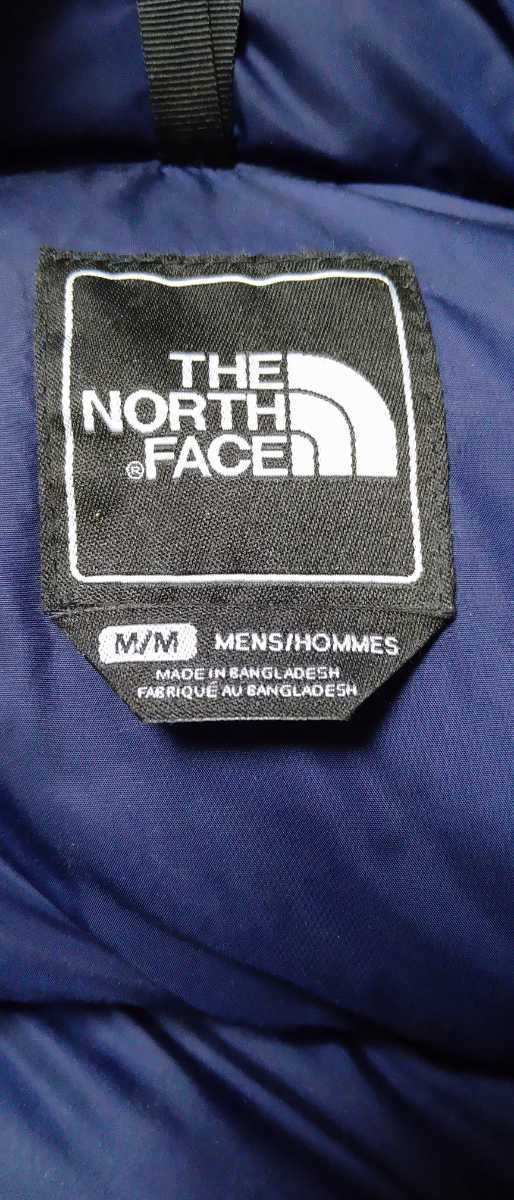 THE
NORTH
®FACE
M/M MENS/HOMMES
MADE IN BANGLADESH
FABRIQUÉ AU BANGLADESH